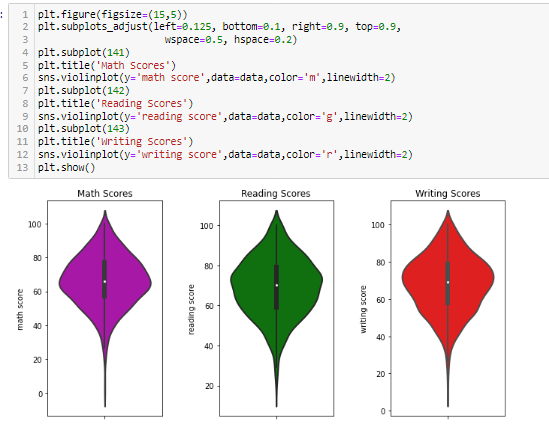 :
1 plt.figure(figsize=(15,5))
2 plt.subplots_adjust(left=0.125, bottom=0.1, right=0.9, top=0.9,
3                     wspace=0.5, hspace=0.2)
4 plt.subplot(141)
5 plt.title('Math Scores')
6 sns.violinplot(y='math score',data=data,color='m',linewidth=2)
7 plt.subplot(142)
8 plt.title('Reading Scores')
9 sns.violinplot(y='reading score',data=data,color='g',linewidth=2)
10 plt.subplot(143)
11 plt.title('Writing Scores')
12 sns.violinplot(y='writing score',data=data,color='r',linewidth=2)
13 plt.show()
Math Scores
100
80
60
40
20
0
math score
Reading Scores
100
80
60
40
20
reading score
Writing Scores
100
80
60
40
20
0
writing score